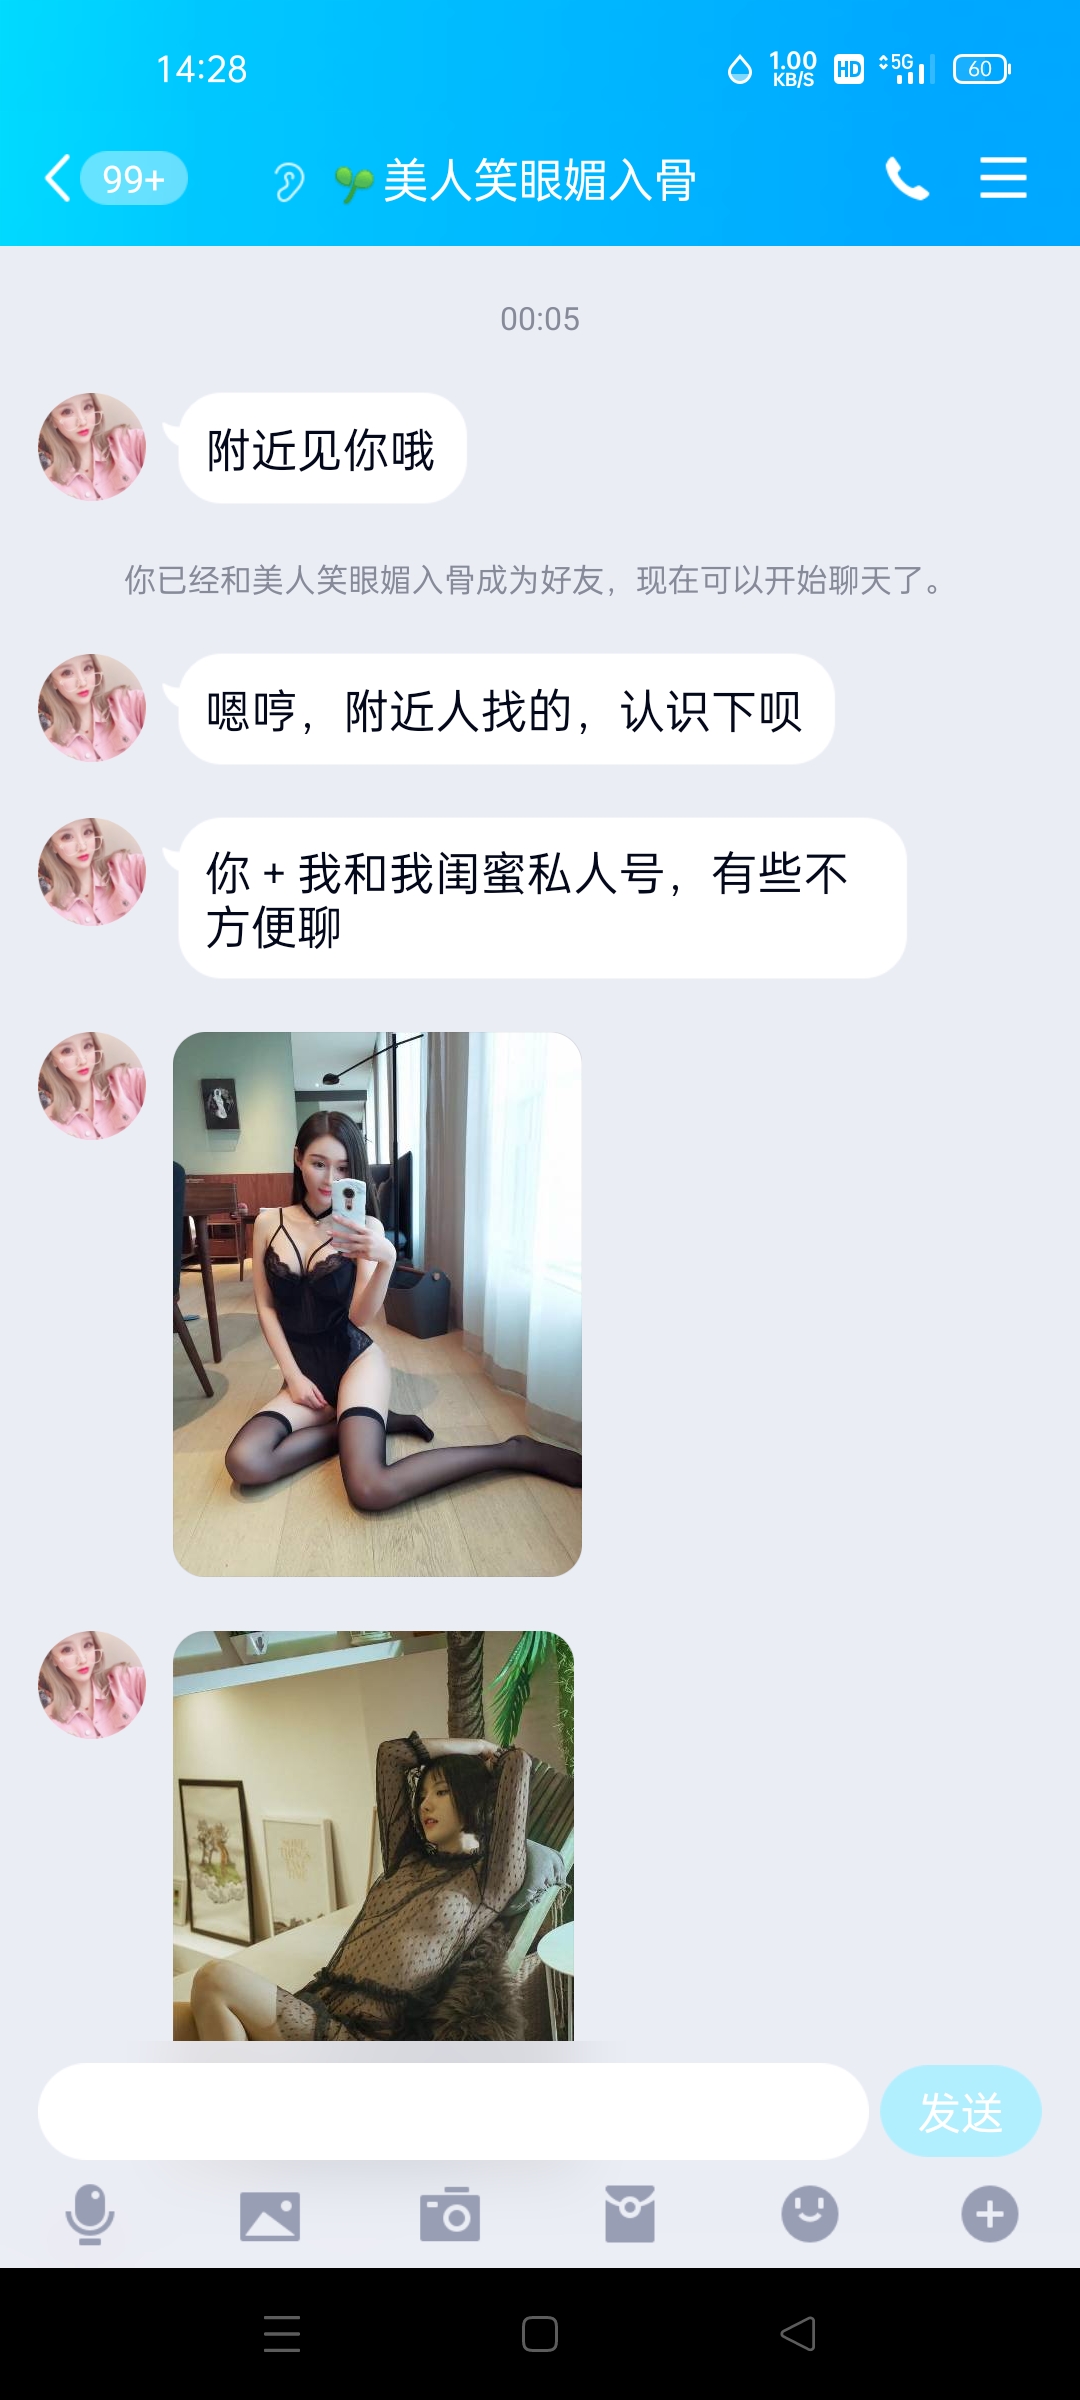 14:28
1.00
KB/S
HD
5G
60
99+
美人笑眼媚入骨
00:05
附近见你哦
你已经和美人笑眼媚入骨成为好友，现在可以开始聊天了。
嗯哼，附近人找的，认识下呗
你 + 我和我闺蜜私人号，有些不
方便聊
发送